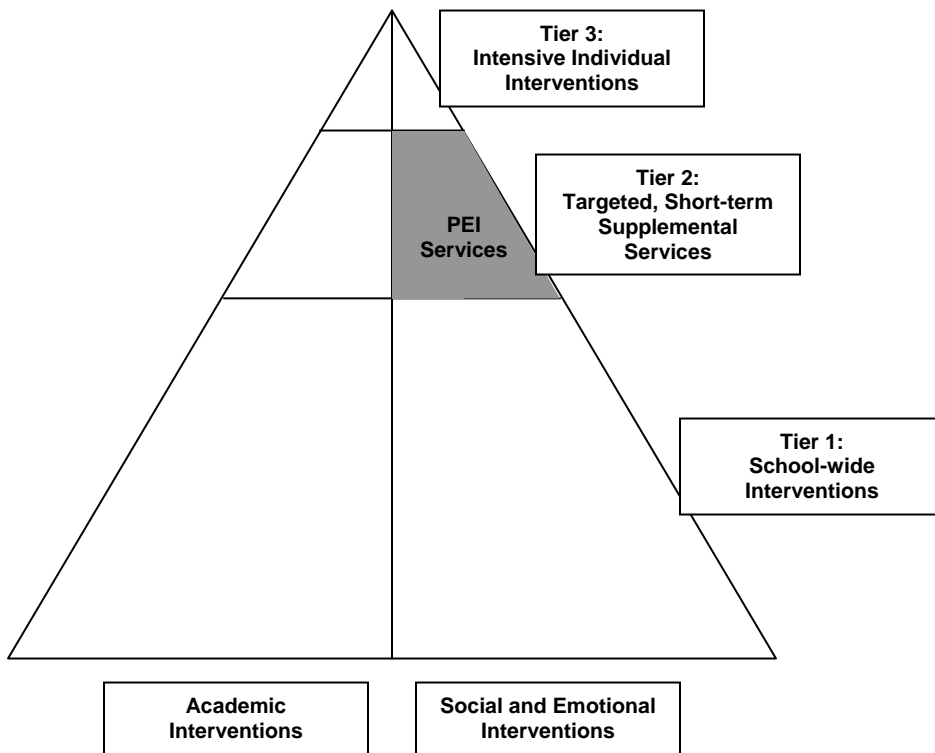 Tier 3:
Intensive Individual
Interventions
Tier 2:
Targeted, Short-term
Supplemental
Services
PEI
Services
Tier 1:
School-wide
Interventions
Academic
Interventions
Social and Emotional
Interventions